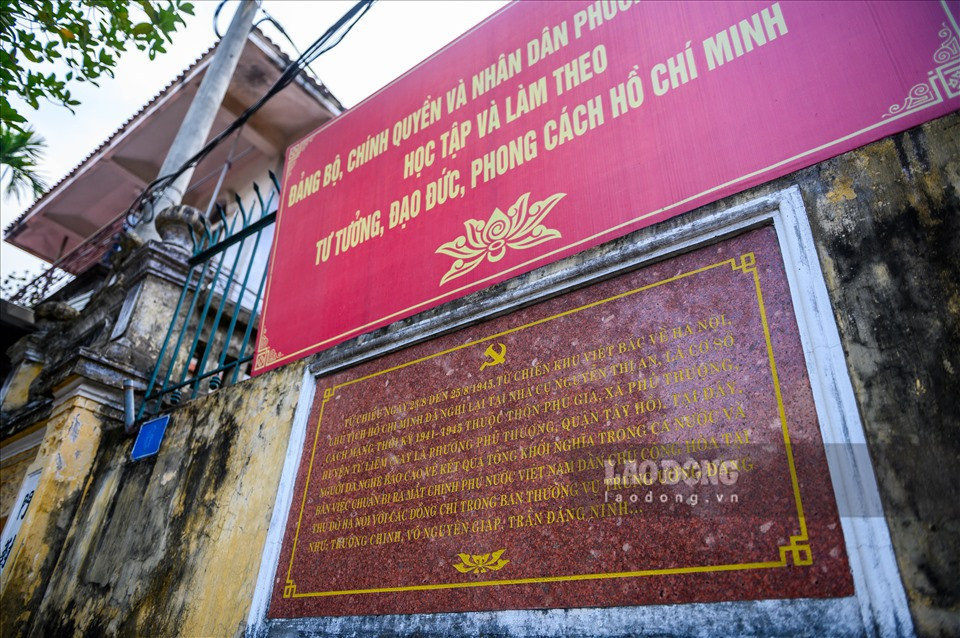 ĐẢNG BỘ, CHÍNH QUYỀN VÀ NHÂN DÂN
HỌC TẬP VÀ LÀM THEO
TƯ TƯỞNG, ĐẠO ĐỨC, PHONG CÁCH HỒ CHÍ MINH
TỪ CHIỀU NGÀY 23/8 ĐẾN 25/8/1945, TỪ CHIẾN KHU VIỆT BẮC VỀ HÀ NỘI,
CHỦ TỊCH HỒ CHÍ MINH ĐÃ NGHỈ LẠI TẠI NHÀ CỤ NGUYỄN THỊ AN, LÀ CƠ SỞ
CÁCH MẠNG THỜI KỲ 1941-1945 THUỘC THÔN PHÚ GIA, XÃ PHÚ THƯỢNG,
HUYỆN TỪ LIÊM (NAY LÀ PHƯỜNG PHÚ THƯỢNG, QUẬN TÂY HỒ). TẠI ĐÂY,
NGƯỜI ĐÃ NGHE BÁO CÁO VỀ KẾT QUẢ TỔNG KHỞI NGHĨA TRONG CẢ NƯỚC VÀ
BÀN VIỆC CHUẨN BỊ RA MẮT CHÍNH PHỦ NƯỚC VIỆT NAM DÂN CHỦ CỘNG HÒA TẠI
THỦ ĐÔ HÀ NỘI VỚI CÁC ĐỒNG CHÍ TRONG BAN THƯỜNG VỤ TRUNG ƯƠNG ĐẢNG
NHƯ: TRƯỜNG CHINH, VÕ NGUYÊN GIÁP, TRẦN ĐĂNG NINH...
LAO ĐỘNG
laodong.vn